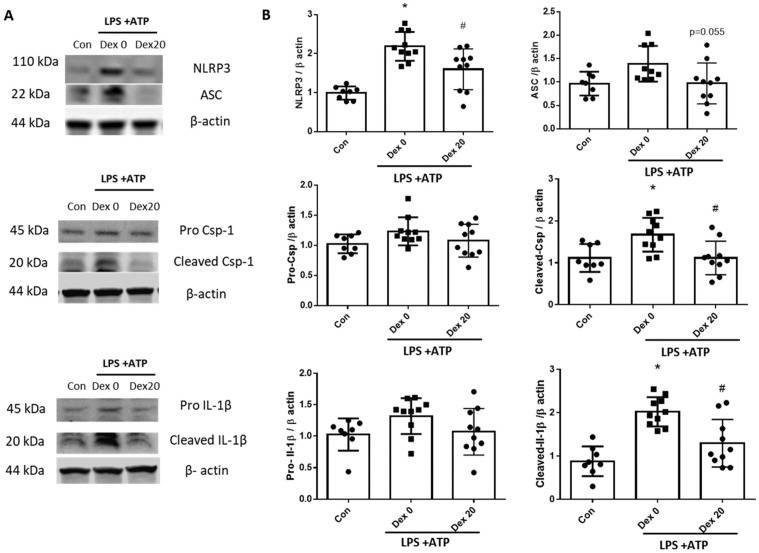 A
LPS +ATP
Con Dex 0 Dex20
110 kDa NLRP3
22 kDa ASC
44 kDa β-actin
LPS +ATP
Con Dex 0 Dex20
45 kDa Pro Csp-1
20 kDa Cleaved Csp-1
44 kDa β-actin
LPS +ATP
Con Dex 0 Dex20
45 kDa Pro IL-1β
20 kDa Cleaved IL-1β
44 kDa β- actin
B
NLRP3/ β actin
3
2
1
0
*
#
Con
Dex 0
Dex 20
LPS +ATP
ASC /β actin
2.5
2.0
1.5
1.0
0.5
0.0
p=0.055
Con
Dex 0
Dex 20
LPS +ATP
Pro-Csp/ β actin
2.0
1.5
1.0
0.5
0.0
Con
Dex 0
Dex 20
LPS +ATP
Cleaved-Csp/ β actin
3
2
1
0
*
#
Con
Dex 0
Dex 20
LPS +ATP
Pro- Il-1β / β actin
2.0
1.5
1.0
0.5
0.0
Con
Dex 0
Dex 20
LPS +ATP
Cleaved-Il-1β /β actin
3
2
1
0
*
#
Con
Dex 0
Dex 20
LPS +ATP